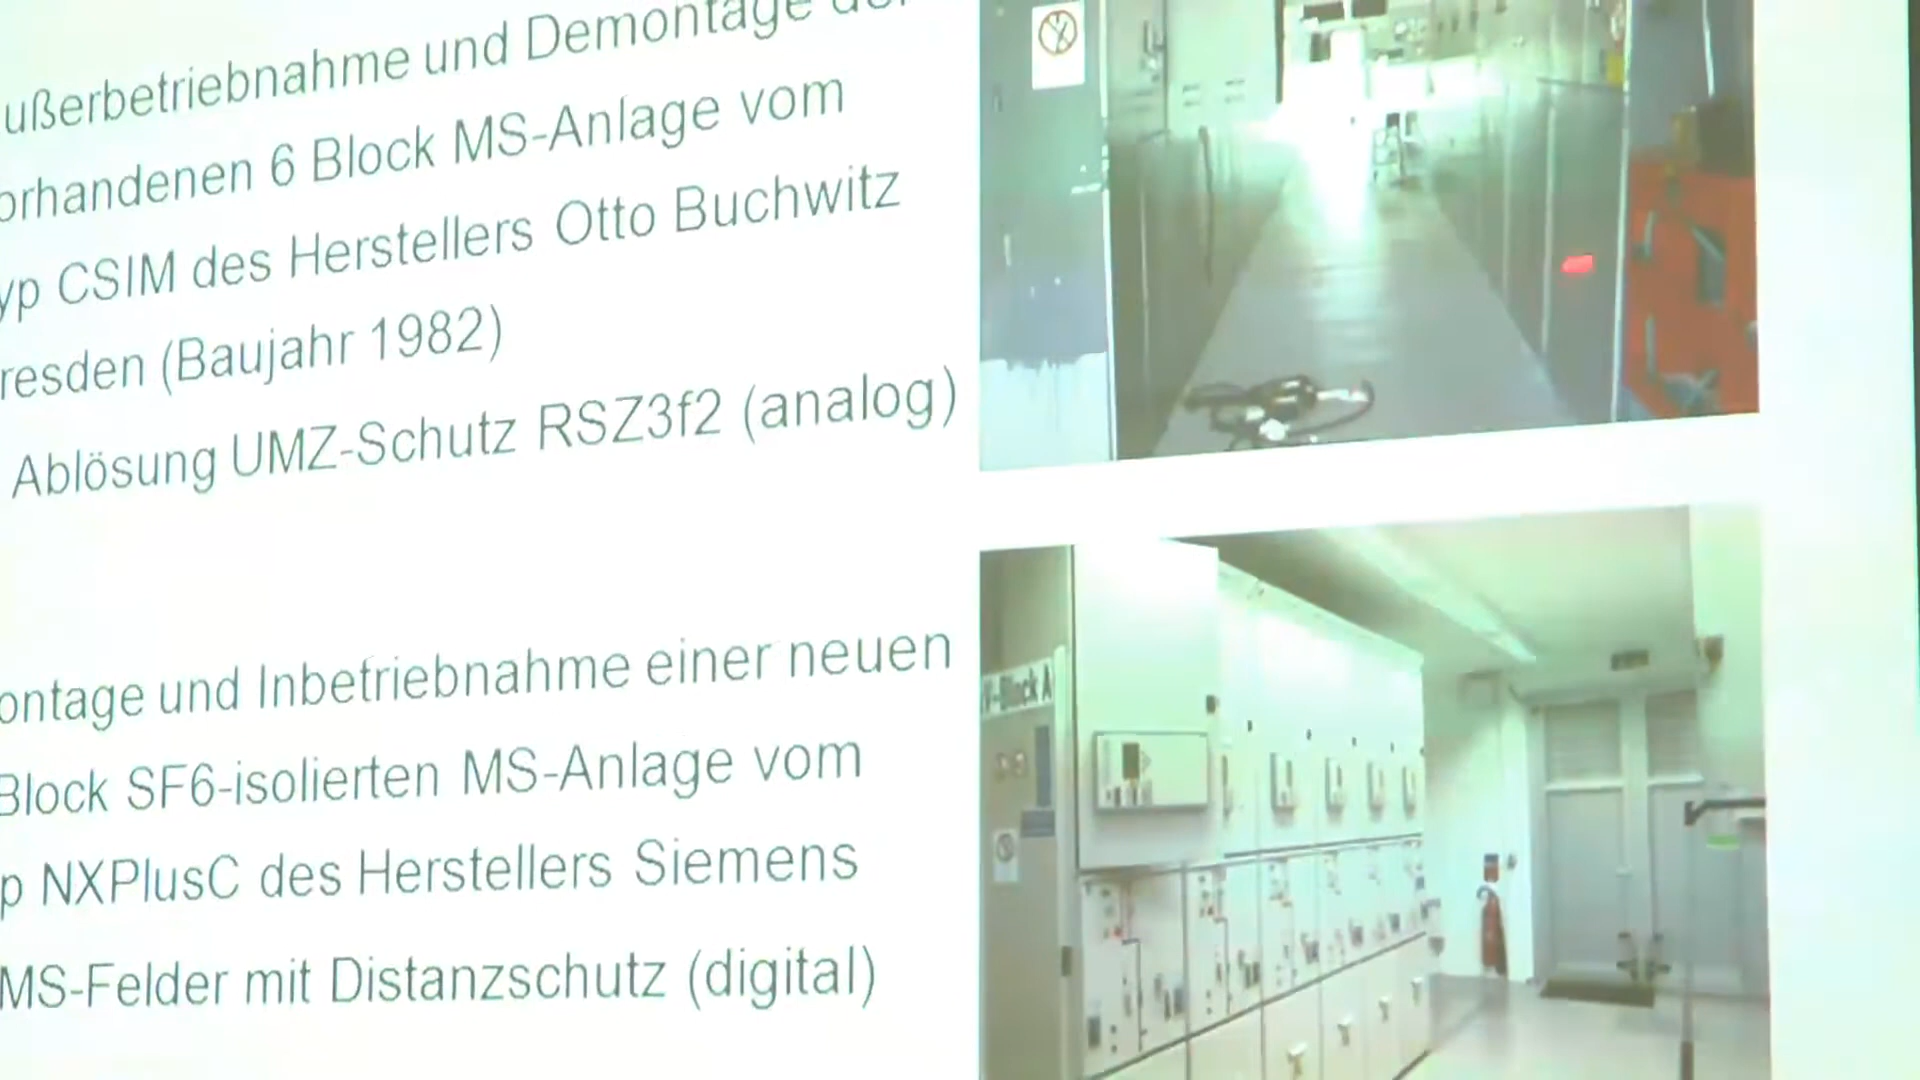 ußerbetriebnahme und Demontage der
orhandenen 6 Block MS-Anlage vom
yp CSIM des Herstellers Otto Buchwitz
resden (Baujahr 1982)
Ablösung UMZ-Schutz RSZ3f2 (analog)
ontage und Inbetriebnahme einer neuen
Block SF6-isolierten MS-Anlage vom
p NXPlusC des Herstellers Siemens
MS-Felder mit Distanzschutz (digital)
-Block A